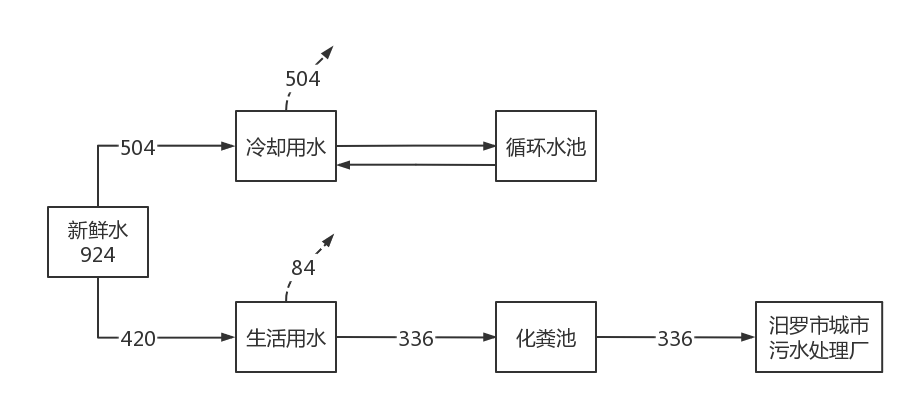 504
504
冷却用水
循环水池
新鲜水
924
84
420
生活用水
336
化粪池
336
汨罗市城市
污水处理厂